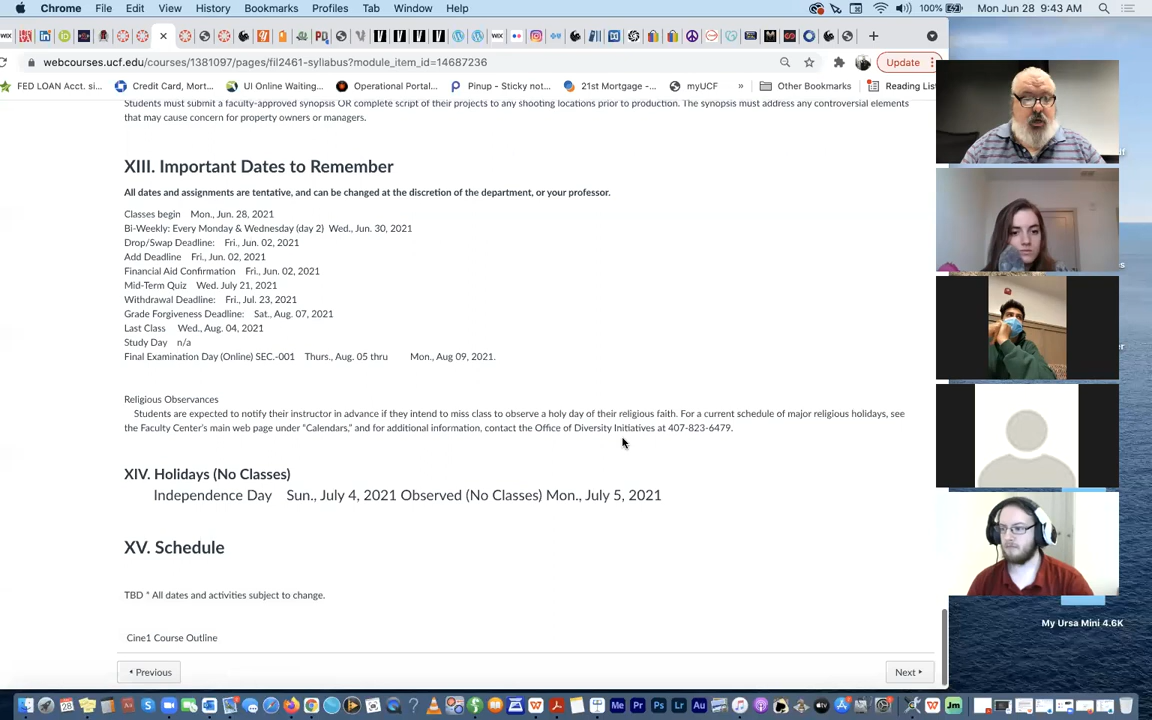 Chrome File Edit View History Bookmarks Profiles Tab Window Help 100% Mon Jun 28 9:43 AM
webcourses.ucf.edu/courses/1381097/pages/fil2461-syllabus?module_item_id=14687236 Update
FED LOAN Acct. si... Credit Card, Mort... UI Online Waiting... Operational Portal... Pinup - Sticky not... 21st Mortgage -... myUCF » Other Bookmarks Reading List
Students must submit a faculty-approved synopsis OR complete script of their projects to any shooting locations prior to production. The synopsis must address any controversial elements
that may cause concern for property owners or managers.
XIII. Important Dates to Remember
All dates and assignments are tentative, and can be changed at the discretion of the department, or your professor.
Classes begin Mon., Jun. 28, 2021
Bi-Weekly: Every Monday & Wednesday (day 2) Wed., Jun. 30, 2021
Drop/Swap Deadline: Fri., Jun. 02, 2021
Add Deadline Fri., Jun. 02, 2021
Financial Aid Confirmation Fri., Jun. 02, 2021
Mid-Term Quiz Wed. July 21, 2021
Withdrawal Deadline: Fri., Jul. 23, 2021
Grade Forgiveness Deadline: Sat., Aug. 07, 2021
Last Class Wed., Aug. 04, 2021
Study Day n/a
Final Examination Day (Online) SEC.-001 Thurs., Aug. 05 thru Mon., Aug 09, 2021.
Religious Observances
Students are expected to notify their instructor in advance if they intend to miss class to observe a holy day of their religious faith. For a current schedule of major religious holidays, see
the Faculty Center's main web page under "Calendars," and for additional information, contact the Office of Diversity Initiatives at 407-823-6479.
XIV. Holidays (No Classes)
Independence Day Sun., July 4, 2021 Observed (No Classes) Mon., July 5, 2021
XV. Schedule
TBD * All dates and activities subject to change.
Cine1 Course Outline
Previous Next
My Ursa Mini 4.6K